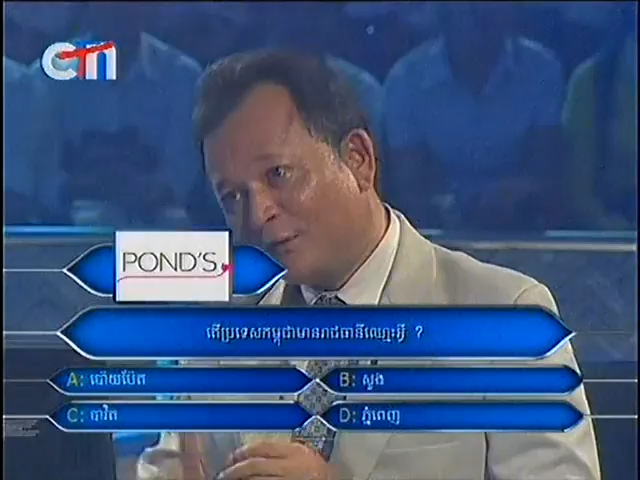 CTN
POND'S
តើប្រទេសកម្ពុជាមានរាជធានីឈ្មោះអ្វី ?
A: ប៉ោយប៉ែត
B: សួង
C: បាវិត
D: ភ្នំពេញ